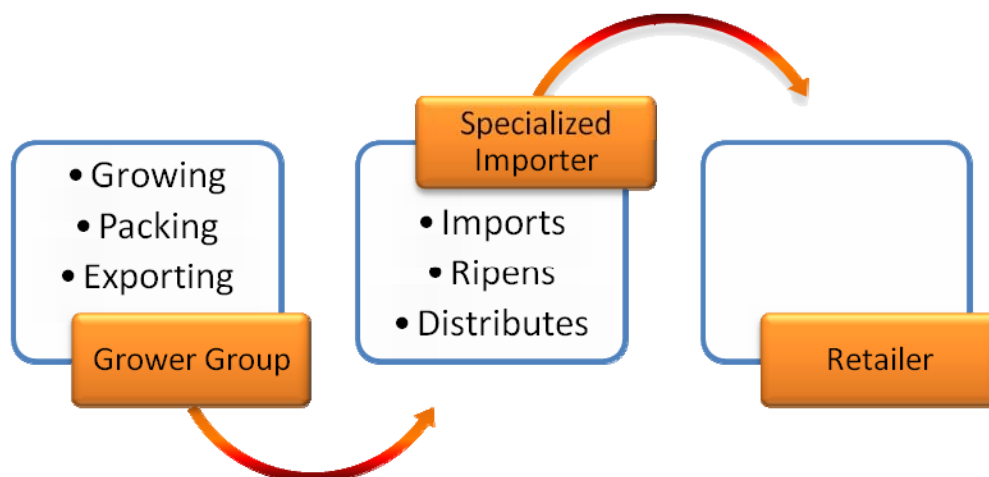 • Growing
• Packing
• Exporting
Grower Group
Specialized
Importer
• Imports
• Ripens
• Distributes
Retailer